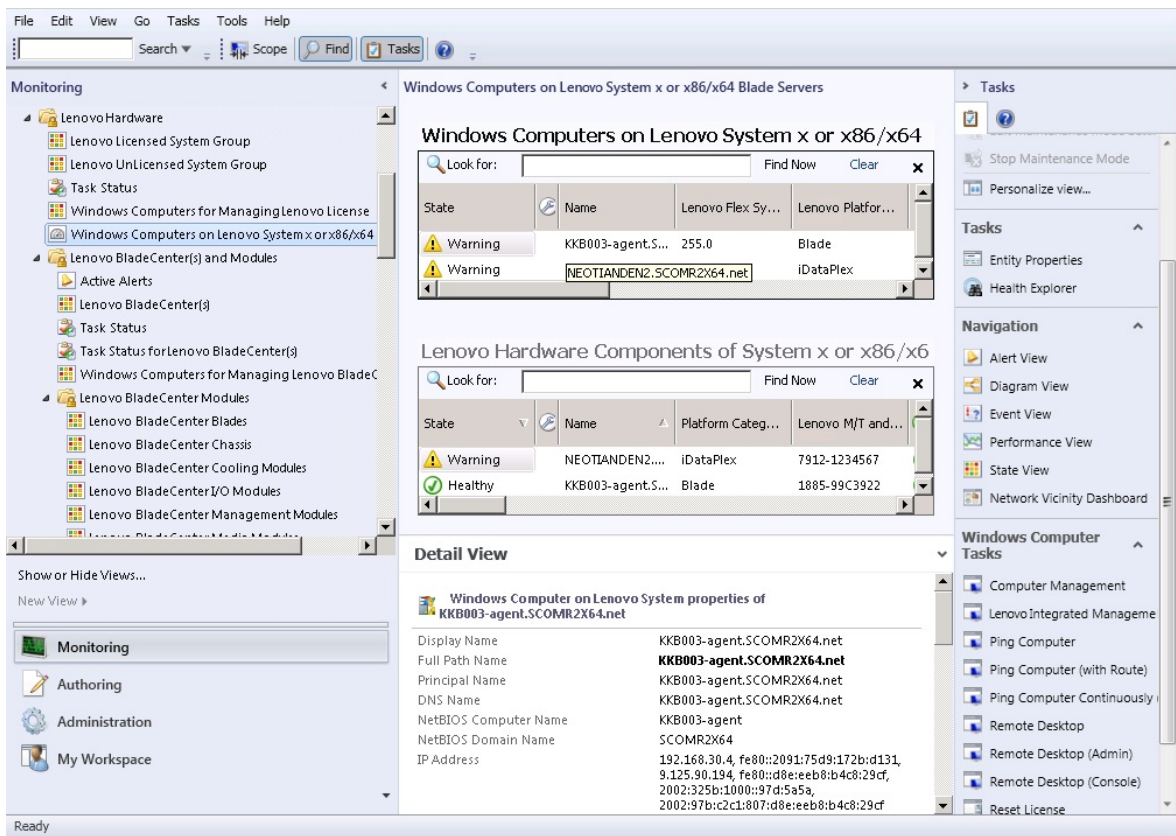 File Edit View Go Tasks Tools Help
Search Scope Find Tasks
Monitoring
Lenovo Hardware
Lenovo Licensed System Group
Lenovo UnLicensed System Group
Task Status
Windows Computers for Managing Lenovo License
Windows Computers on Lenovo System x or x86/x64
Lenovo BladeCenter(s) and Modules
Active Alerts
Lenovo BladeCenter(s)
Task Status
Task Status for Lenovo BladeCenter(s)
Windows Computers for Managing Lenovo BladeC
Lenovo BladeCenter Modules
Lenovo BladeCenter Blades
Lenovo BladeCenter Chassis
Lenovo BladeCenter Cooling Modules
Lenovo BladeCenter I/O Modules
Lenovo BladeCenter Management Modules
Show or Hide Views...
New View
Monitoring
Authoring
Administration
My Workspace
Ready
Windows Computers on Lenovo System x or x86/x64 Blade Servers
Windows Computers on Lenovo System x or x86/x64
Look for: Find Now Clear
State Name Lenovo Flex Sy... Lenovo Platfor...
Warning KKB003-agent.S... 255.0 Blade
Warning NEOTIANDEN2.SCOMR2X64.net iDataPlex
Lenovo Hardware Components of System x or x86/x6
Look for: Find Now Clear
State Name Platform Categ... Lenovo M/T and...
Warning NEOTIANDEN2.... iDataPlex 7912-1234567
Healthy KKB003-agent.S... Blade 1885-99C3922
Detail View
Windows Computer on Lenovo System properties of
KKB003-agent.SCOMR2X64.net
Display Name KKB003-agent.SCOMR2X64.net
Full Path Name KKB003-agent.SCOMR2X64.net
Principal Name KKB003-agent.SCOMR2X64.net
DNS Name KKB003-agent.SCOMR2X64.net
NetBIOS Computer Name KKB003-agent
NetBIOS Domain Name SCOMR2X64
IP Address 192.168.30.4, fe80::2091:75d9:172b:d131,
9.125.90.194, fe80::d8e:eeb8:b4c8:29cf,
2002:325b:1000::97d:5a5a,
2002:97b:c2c1:807:d8e:eeb8:b4c8:29cf
Tasks
Stop Maintenance Mode
Personalize view...
Tasks
Entity Properties
Health Explorer
Navigation
Alert View
Diagram View
Event View
Performance View
State View
Network Vicinity Dashboard
Windows Computer
Tasks
Computer Management
Lenovo Integrated Manageme
Ping Computer
Ping Computer (with Route)
Ping Computer Continuously
Remote Desktop
Remote Desktop (Admin)
Remote Desktop (Console)
Reset License